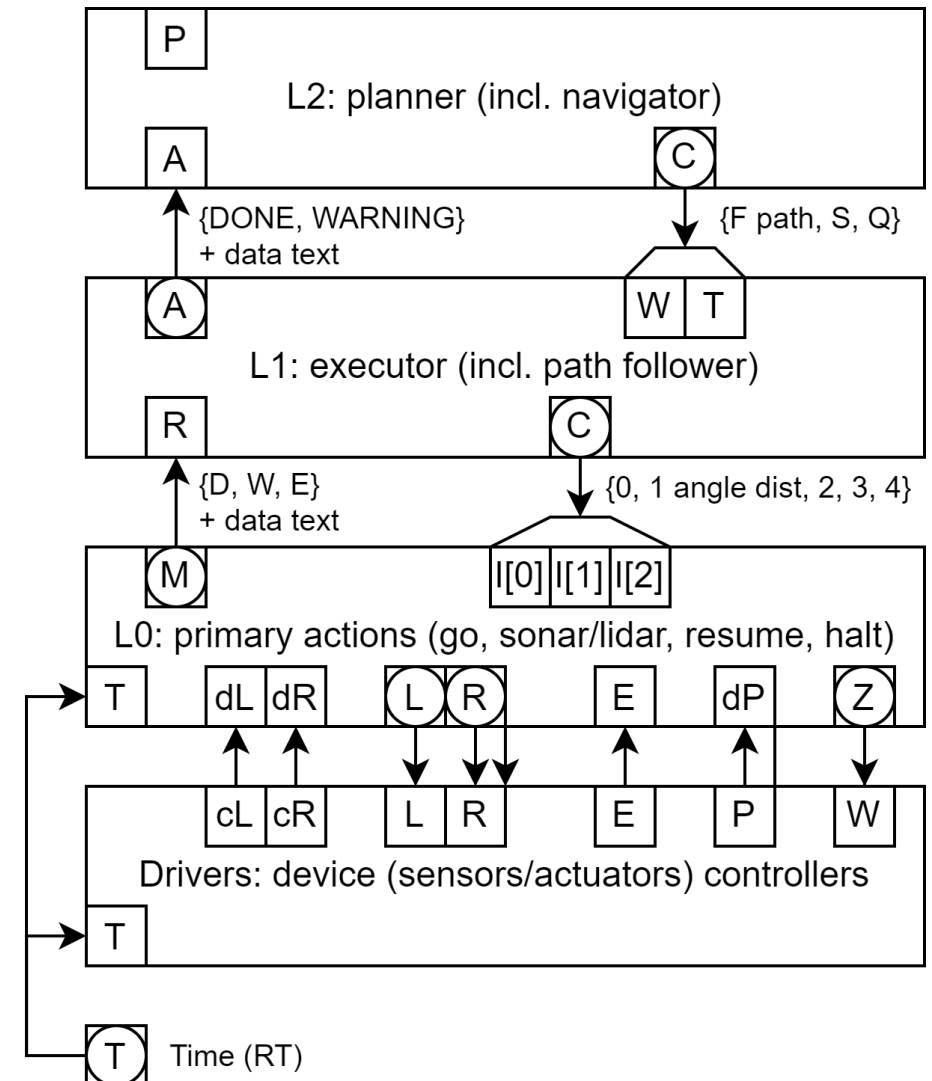 P
L2: planner (incl. navigator)
A
C
{DONE, WARNING}
+ data text
{F path, S, Q}
A
W T
L1: executor (incl. path follower)
R
C
{D, W, E}
+ data text
{0, 1 angle dist, 2, 3, 4}
M
I[0] I[1] I[2]
L0: primary actions (go, sonar/lidar, resume, halt)
T dL dR L R E dP Z
cL cR L R E P W
Drivers: device (sensors/actuators) controllers
T
T Time (RT)